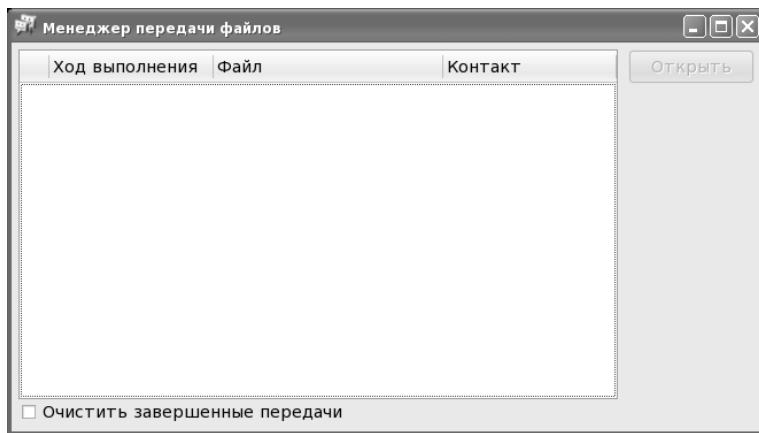 Менеджер передачи файлов
Ход выполнения Файл Контакт Открыть
Очистить завершенные передачи